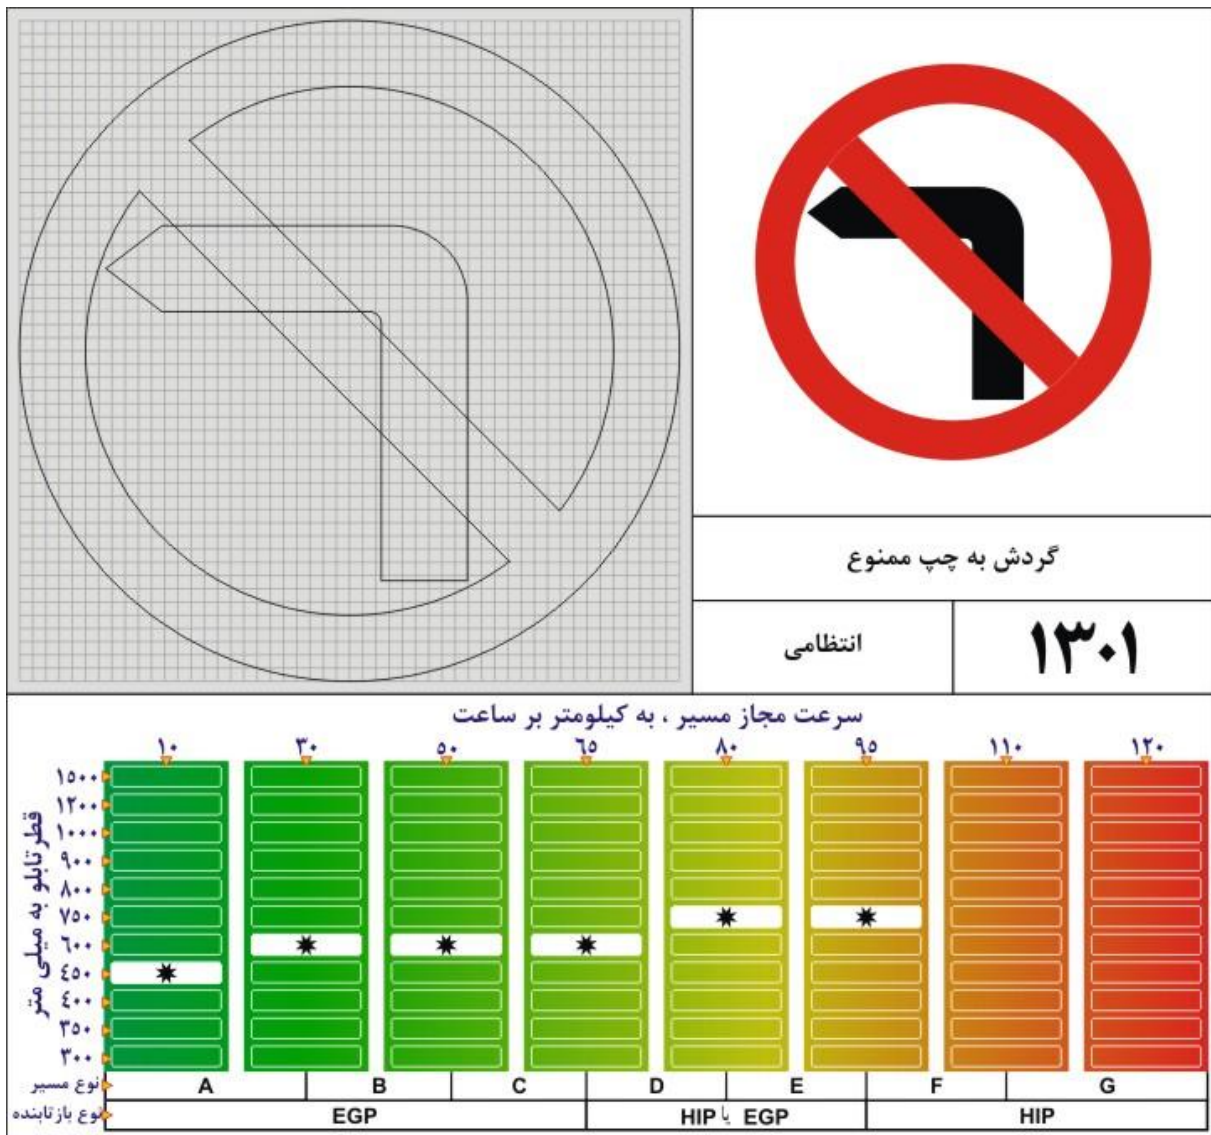 گردش به چپ ممنوع
۱۳۰۱
انتظامی
سرعت مجاز مسیر ، به کیلومتر بر ساعت
۱۰ ۳۰ ۵۰ ۶۵ ۸۰ ۹۵ ۱۱۰ ۱۲۰
قطر تابلو به میلی متر
۱۵۰۰
۱۲۰۰
۱۰۰۰
۹۰۰
۸۰۰
۷۵۰
۶۰۰
۴۵۰
۴۰۰
۳۵۰
۳۰۰
نوع مسیر A B C D E F G
نوع بازتابنده EGP HIP یا EGP HIP